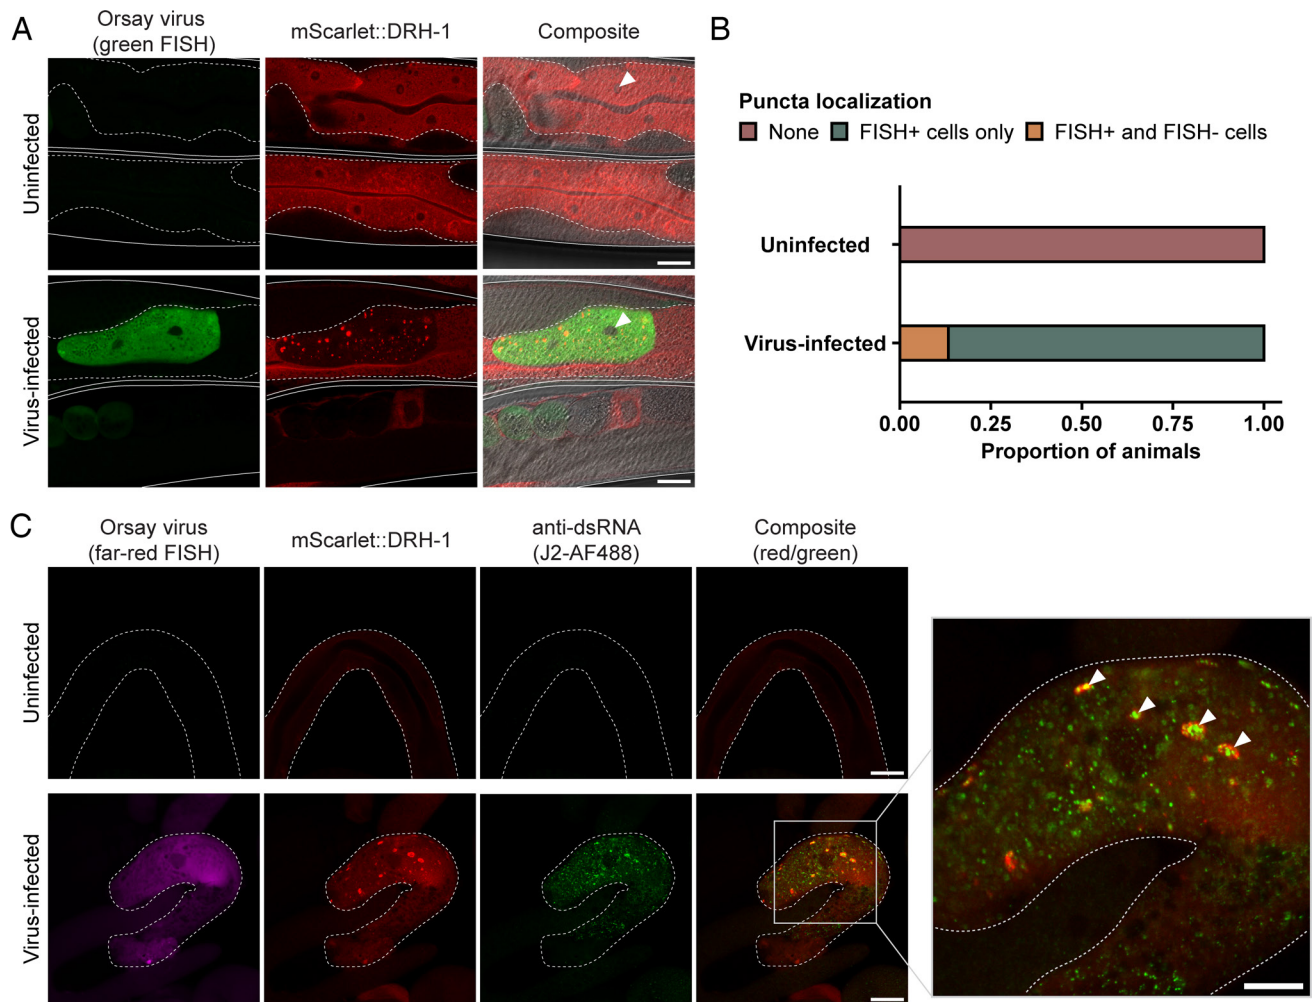 A
Orsay virus
(green FISH)
mScarlet::DRH-1
Composite
Uninfected
Virus-infected
B
Puncta localization
None
FISH+ cells only
FISH+ and FISH- cells
Uninfected
Virus-infected
0.00 0.25 0.50 0.75 1.00
Proportion of animals
C
Orsay virus
(far-red FISH)
mScarlet::DRH-1
anti-dsRNA
(J2-AF488)
Composite
(red/green)
Uninfected
Virus-infected